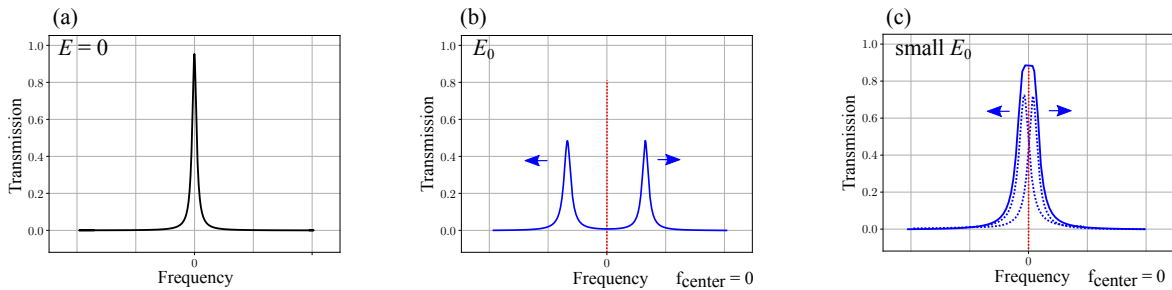 (a)
E = 0
1.0
0.8
0.6
0.4
0.2
0.0
Transmission
0
Frequency
(b)
E0
1.0
0.8
0.6
0.4
0.2
0.0
Transmission
0
Frequency fcenter = 0
(c)
small E0
1.0
0.8
0.6
0.4
0.2
0.0
Transmission
0
Frequency fcenter = 0